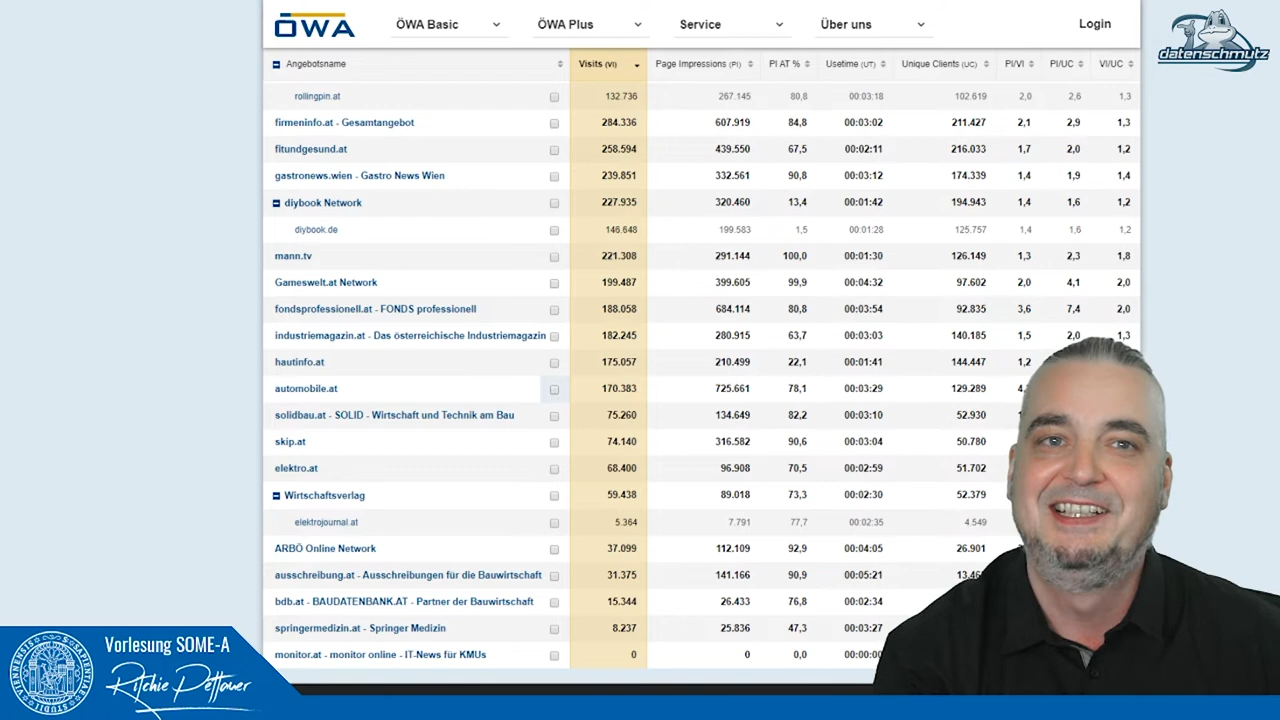 ÖWA ÖWA Basic ÖWA Plus Service Über uns Login
datenschmutz
Angebotsname Visits (VI) Page Impressions (PI) PI AT % Usetime (UT) Unique Clients (UC) PI/VI PI/UC VI/UC
rollingpin.at 132.736 267.145 80,8 00:03:18 102.619 2,0 2,6 1,3
firmeninfo.at - Gesamtangebot 284.336 607.919 84,8 00:03:02 211.427 2,1 2,9 1,3
fitundgesund.at 258.594 439.550 67,5 00:02:11 216.033 1,7 2,0 1,2
gastronews.wien - Gastro News Wien 239.851 332.561 90,8 00:03:12 174.339 1,4 1,9 1,4
diybook Network 227.935 320.460 13,4 00:01:42 194.943 1,4 1,6 1,2
diybook.de 146.648 199.583 1,5 00:01:28 125.757 1,4 1,6 1,2
mann.tv 221.308 291.144 100,0 00:01:30 126.149 1,3 2,3 1,8
Gameswelt.at Network 199.487 399.605 99,9 00:04:32 97.602 2,0 4,1 2,0
fondsprofessionell.at - FONDS professionell 188.058 684.114 80,8 00:03:54 92.835 3,6 7,4 2,0
industriemagazin.at - Das österreichische Industriemagazin 182.245 280.915 63,7 00:03:03 140.185 1,5 2,0 1,3
hautinfo.at 175.057 210.499 22,1 00:01:41 144.447 1,2
automobile.at 170.383 725.661 78,1 00:03:29 129.289
solidbau.at - SOLID - Wirtschaft und Technik am Bau 75.260 134.649 82,2 00:03:10 52.930
skip.at 74.140 316.582 90,6 00:03:04 50.780
elektro.at 68.400 96.908 70,5 00:02:59 51.702
Wirtschaftsverlag 59.438 89.018 73,3 00:02:30 52.379
elektrojournal.at 5.364 7.791 77,7 00:02:35 4.549
ARBÖ Online Network 37.099 112.109 92,9 00:04:05 26.901
ausschreibung.at - Ausschreibungen für die Bauwirtschaft 31.375 141.166 90,9 00:05:21
bdb.at - BAUDATENBANK.AT - Partner der Bauwirtschaft 15.344 26.433 76,8 00:02:34
springermedizin.at - Springer Medizin 8.237 25.836 47,3 00:03:27
monitor.at - monitor online - IT-News für KMUs 0 0 0,0
Vorlesung SOME-A
Ritchie Pettauer